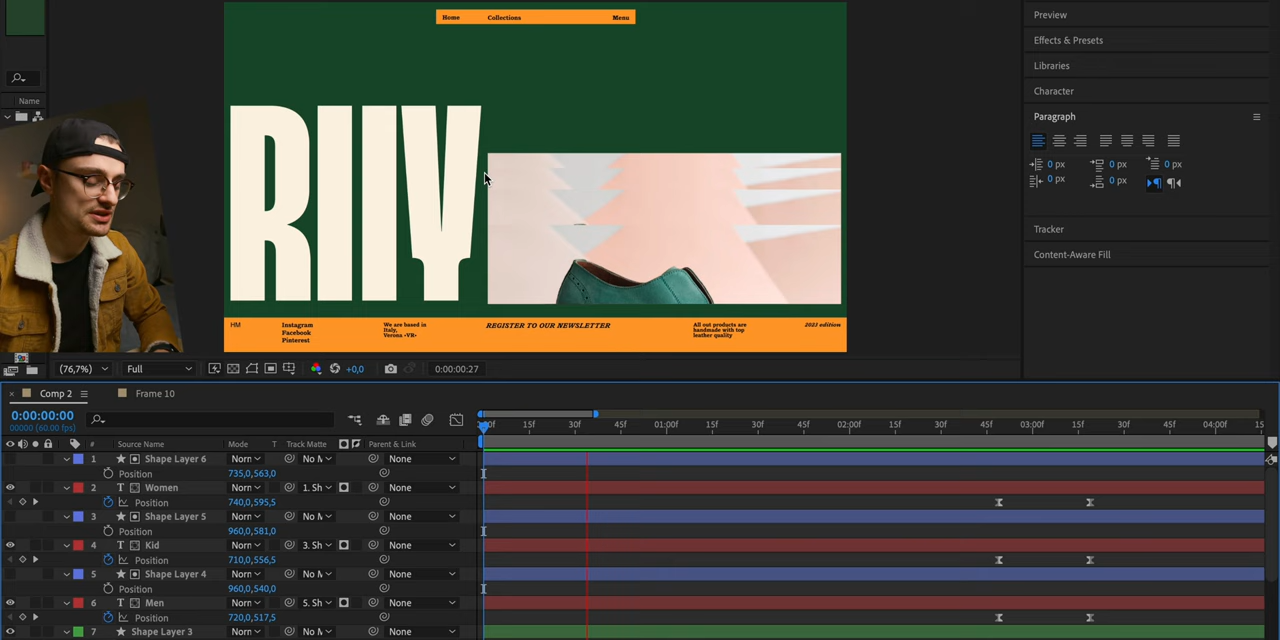 Home Collections Menu
RIIY
HM
Instagram
Facebook
Pinterest
We are based in
Italy,
Verona -VR-
REGISTER TO OUR NEWSLETTER
All out products are
handmade with top
leather quality
2023 edition
Name
Preview
Effects & Presets
Libraries
Character
Paragraph
0 px 0 px 0 px
0 px 0 px
Tracker
Content-Aware Fill
(76,7%) Full +0,0 0:00:00:27
× Comp 2 Frame 10
0:00:00:00
00000 (60.00 fps)
# Source Name Mode T Track Matte Parent & Link
:00f 15f 30f 45f 01:00f 15f 30f 45f 02:00f 15f 30f 45f 03:00f 15f 30f 45f 04:00f 15
1 Shape Layer 6 Norn No M None
Position 735,0,563,0
2 T Women Norn 1. Sh None
Position 740,0,595,5
3 Shape Layer 5 Norn No M None
Position 960,0,581,0
4 T Kid Norn 3. Sh None
Position 710,0,556,5
5 Shape Layer 4 Norn No M None
Position 960,0,540,0
6 T Men Norn 5. Sh None
Position 720,0,517,5
7 Shape Layer 3 Norn No M None